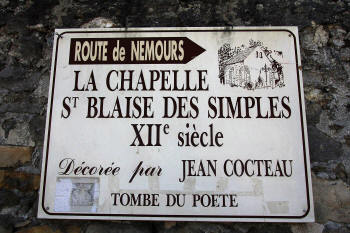 ROUTE de NEMOURS
LA CHAPELLE
ST BLAISE DES SIMPLES
XIIe siècle
Décorée par JEAN COCTEAU
TOMBE DU POETE